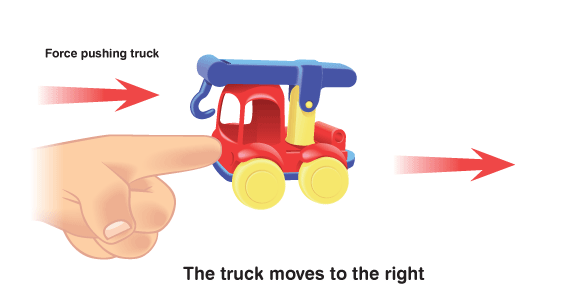 Force pushing truck
The truck moves to the right